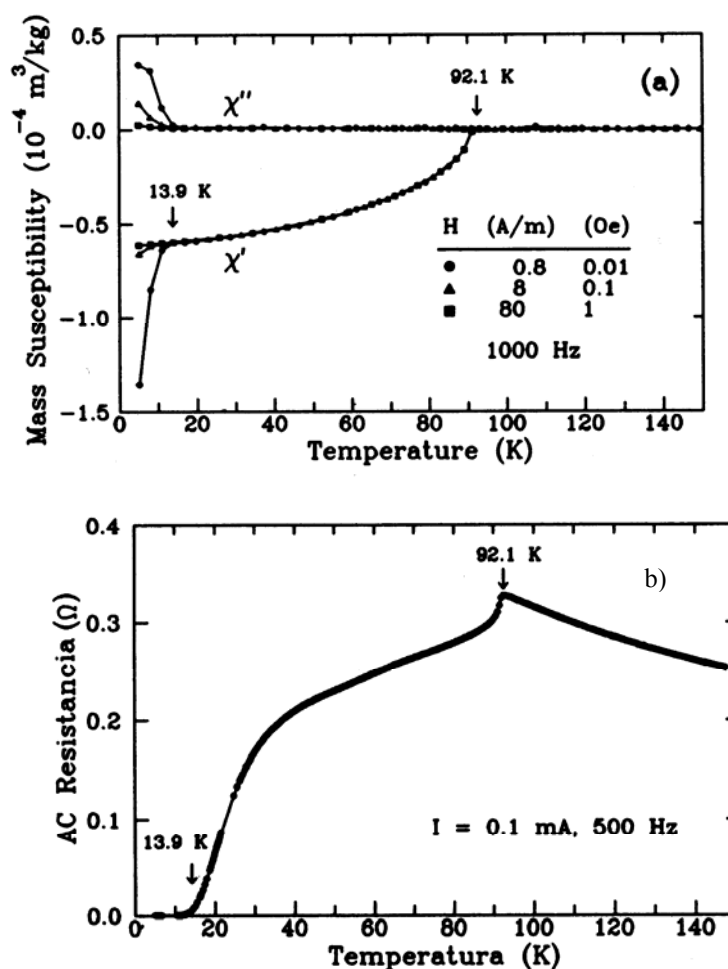 Mass Susceptibility (10⁻⁴ m³/kg)
0.5
0.0
−0.5
−1.0
−1.5
(a)
χ''
92.1 K
13.9 K
χ'
H (A/m) (Oe)
0.8 0.01
8 0.1
80 1
1000 Hz
0 20 40 60 80 100 120 140
Temperature (K)
AC Resistancia (Ω)
0.4
0.3
0.2
0.1
0.0
92.1 K
b)
13.9 K
I = 0.1 mA, 500 Hz
0 20 40 60 80 100 120 140
Temperatura (K)